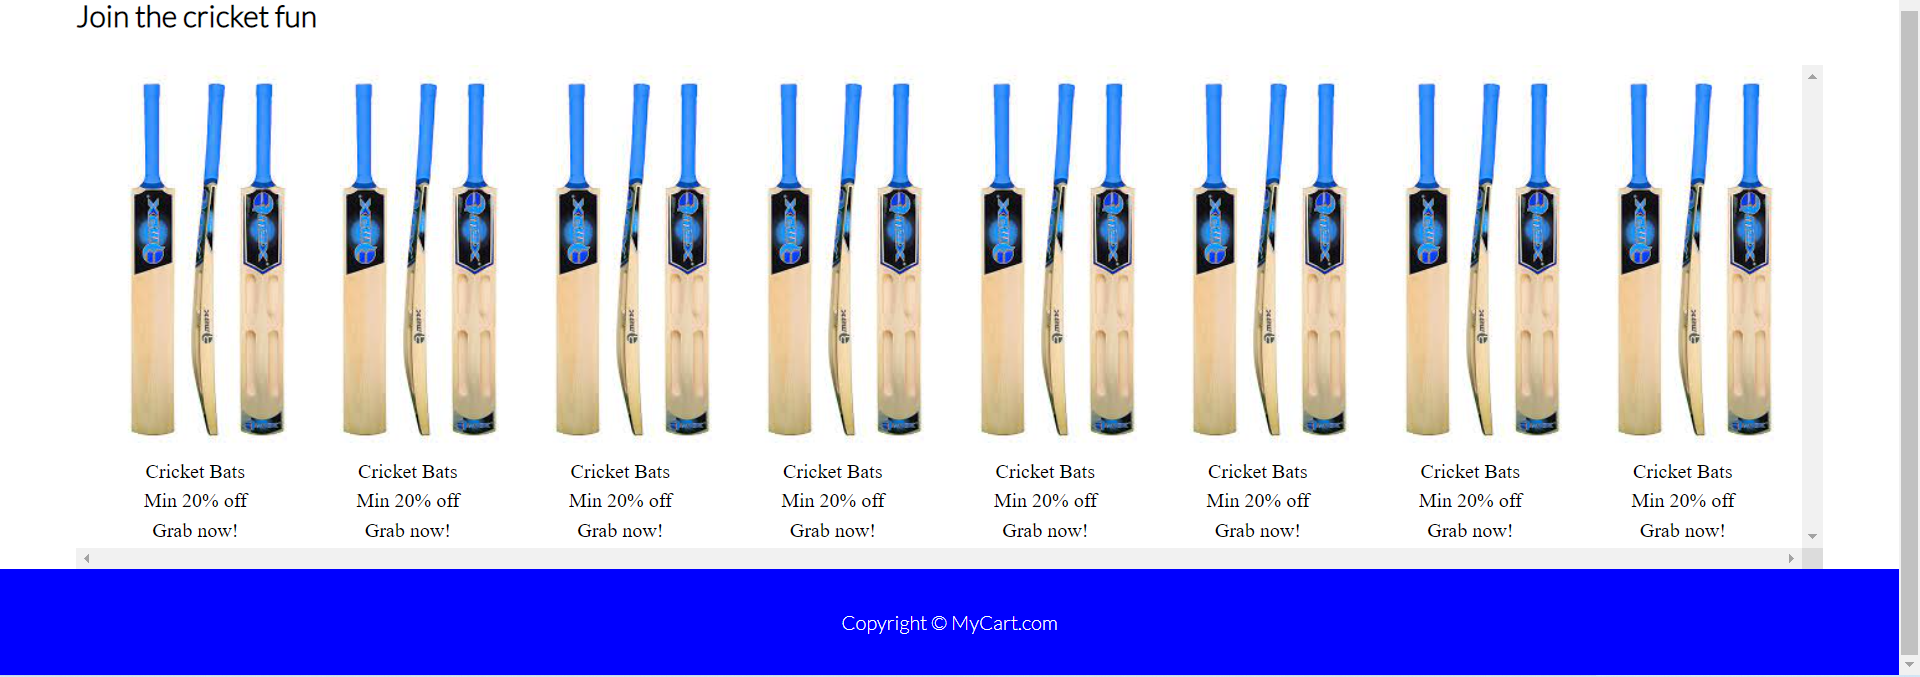 Join the cricket fun
Cricket Bats Cricket Bats Cricket Bats Cricket Bats Cricket Bats Cricket Bats Cricket Bats Cricket Bats
Min 20% off Min 20% off Min 20% off Min 20% off Min 20% off Min 20% off Min 20% off Min 20% off
Grab now! Grab now! Grab now! Grab now! Grab now! Grab now! Grab now! Grab now!
Copyright © MyCart.com